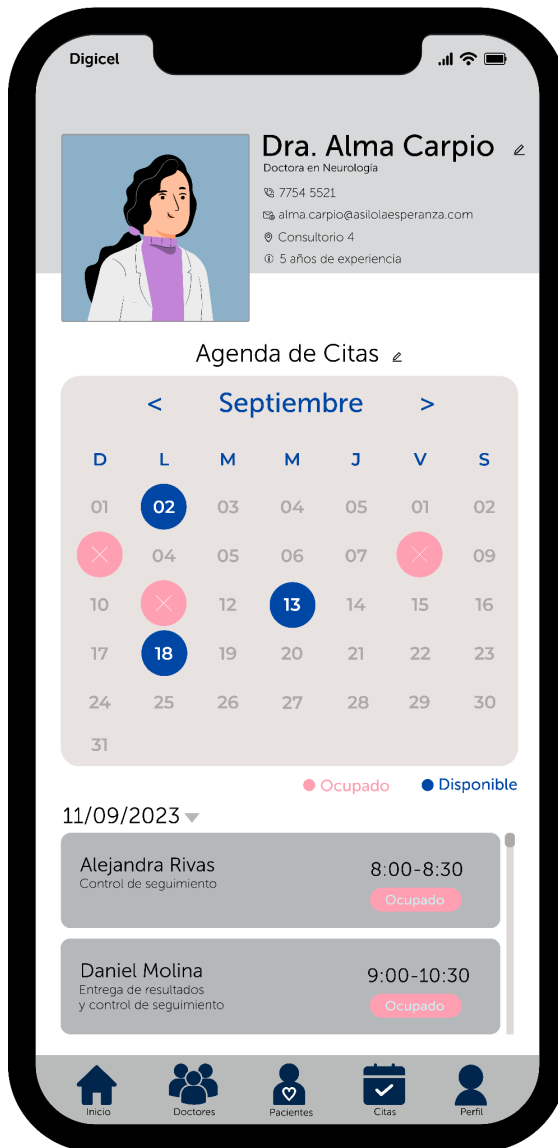 Digicel
Dra. Alma Carpio
Doctora en Neurología
7754 5521
alma.carpio@asilolaesperanza.com
Consultorio 4
5 años de experiencia
Agenda de Citas
< Septiembre >
D L M M J V S
01 02 03 04 05 01 02
04 05 06 07 09
10 12 13 14 15 16
17 18 19 20 21 22 23
24 25 26 27 28 29 30
31
Ocupado Disponible
11/09/2023
Alejandra Rivas 8:00-8:30
Control de seguimiento
Ocupado
Daniel Molina 9:00-10:30
Entrega de resultados
y control de seguimiento
Ocupado
Inicio Doctores Pacientes Citas Perfil